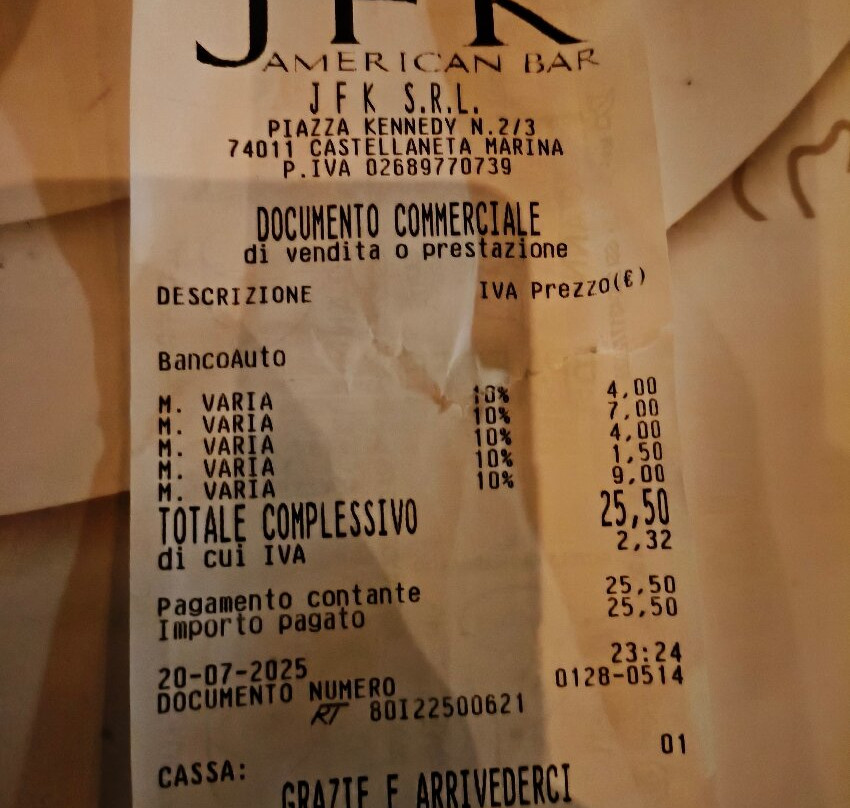 JFK
AMERICAN BAR
JFK S.R.L.
PIAZZA KENNEDY N.2/3
74011 CASTELLANETA MARINA
P.IVA 02689770739
DOCUMENTO COMMERCIALE
di vendita o prestazione
DESCRIZIONE IVA Prezzo(€)
BancoAuto
M. VARIA 10% 4,00
M. VARIA 10% 7,00
M. VARIA 10% 4,00
M. VARIA 10% 1,50
M. VARIA 10% 9,00
TOTALE COMPLESSIVO 25,50
di cui IVA 2,32
Pagamento contante 25,50
Importo pagato 25,50
20-07-2025 23:24
DOCUMENTO NUMERO 0128-0514
RT 80I22500621
CASSA: 01
GRAZIE E ARRIVEDERCI